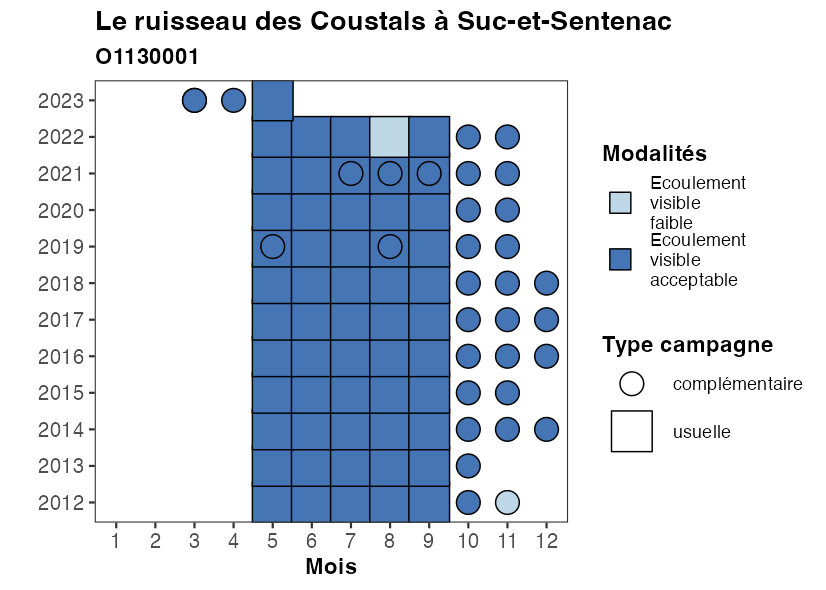 Le ruisseau des Coustals à Suc-et-Sentenac
O1130001
2023
2022
2021
2020
2019
2018
2017
2016
2015
2014
2013
2012
1 2 3 4 5 6 7 8 9 10 11 12
Mois
Modalités
Ecoulement
visible
faible
Ecoulement
visible
acceptable
Type campagne
complémentaire
usuelle